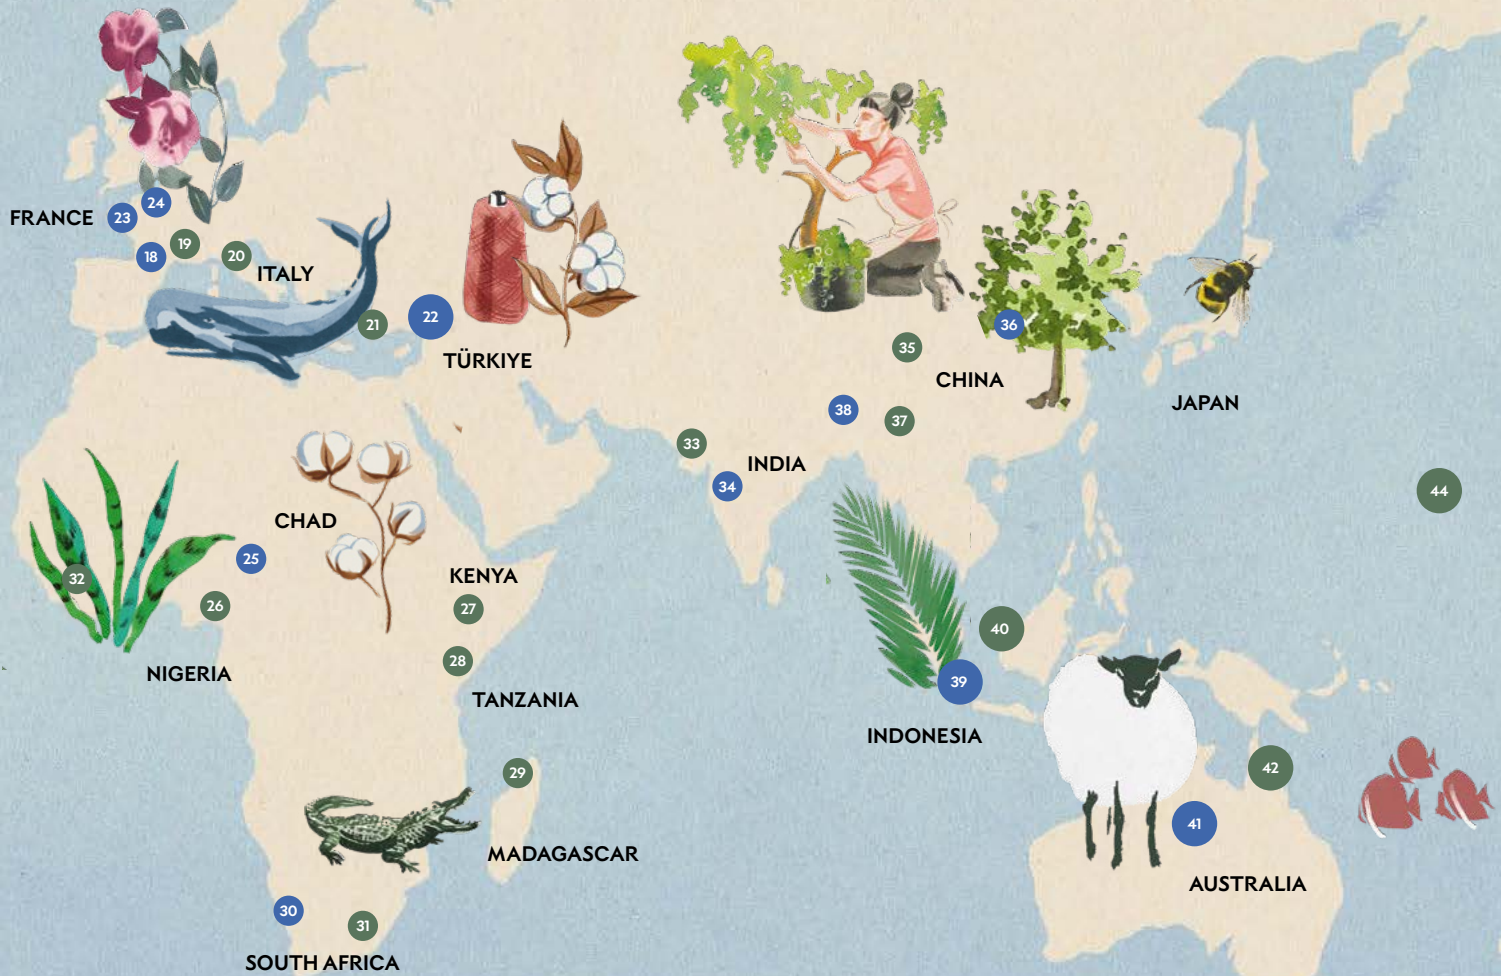 24
FRANCE 23
19
18
20
ITALY
22
21
36
35
TÜRKIYE
CHINA
JAPAN
38
37
33
INDIA
34
44
CHAD
25
KENYA
32
26
27
40
28
NIGERIA
39
TANZANIA
INDONESIA
42
29
41
MADAGASCAR
AUSTRALIA
30
31
SOUTH AFRICA